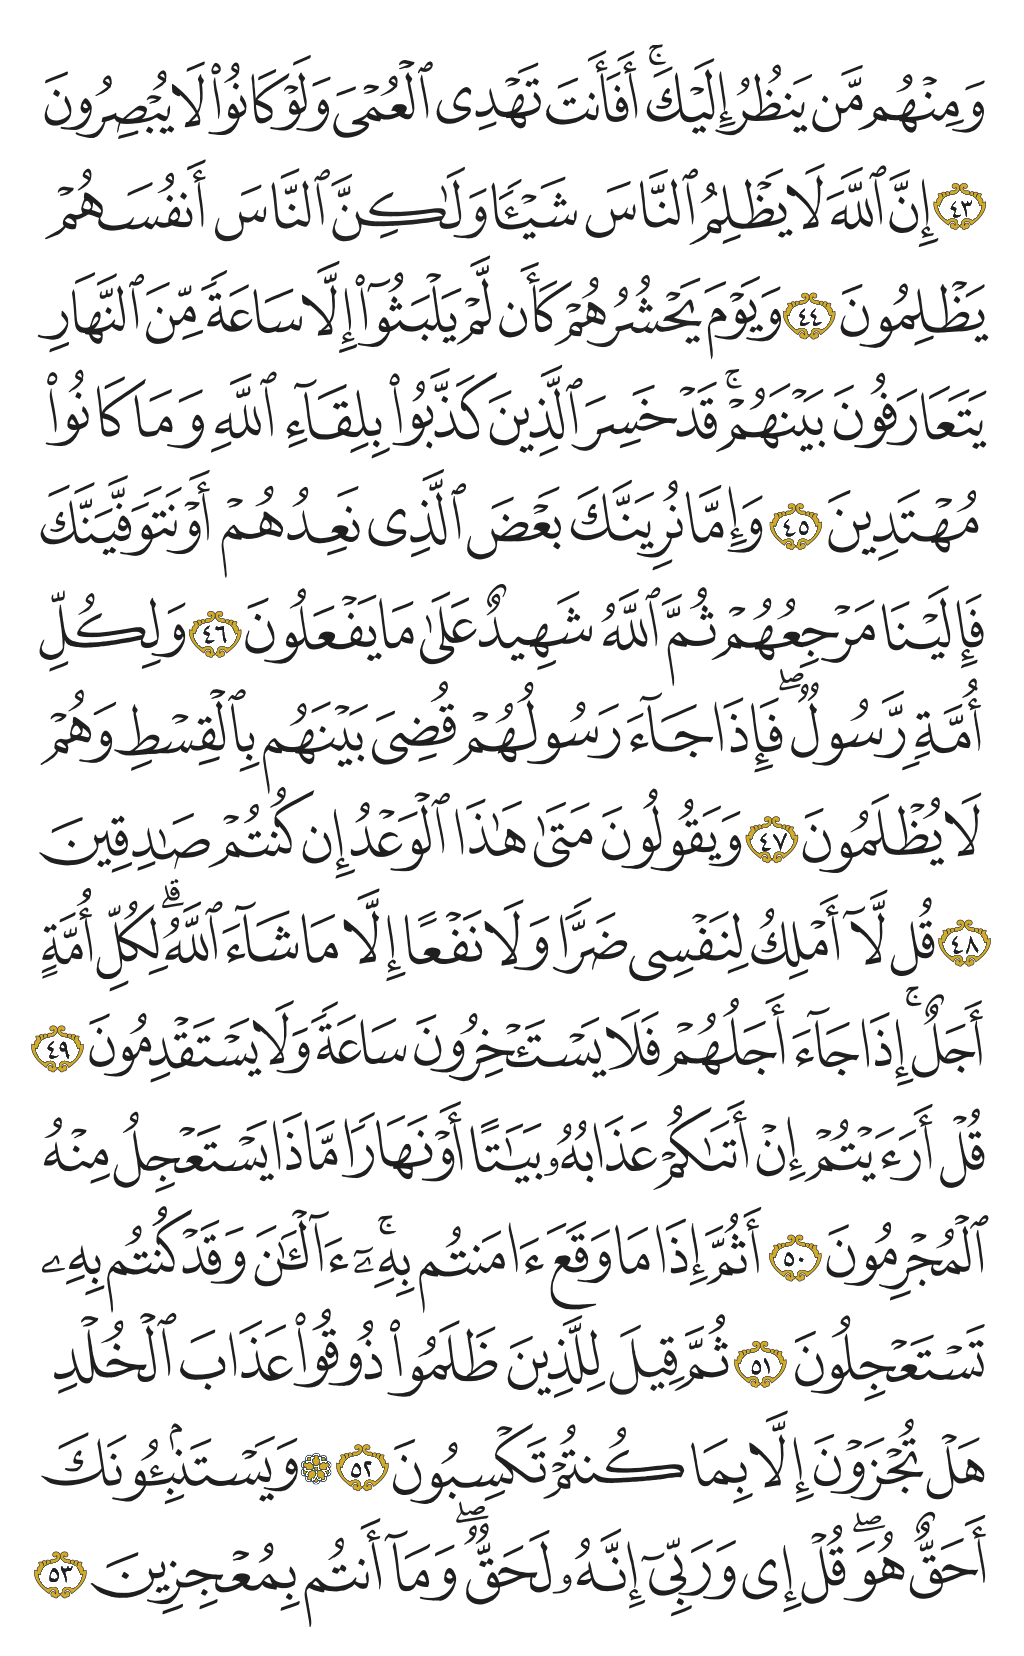 وَمِنْهُم مَّن يَنظُرُ إِلَيْكَ ۚ أَفَأَنتَ تَهْدِى ٱلْعُمْىَ وَلَوْ كَانُوا۟ لَا يُبْصِرُونَ
٤٣ إِنَّ ٱللَّهَ لَا يَظْلِمُ ٱلنَّاسَ شَيْـًٔا وَلَـٰكِنَّ ٱلنَّاسَ أَنفُسَهُمْ
يَظْلِمُونَ ٤٤ وَيَوْمَ يَحْشُرُهُمْ كَأَن لَّمْ يَلْبَثُوٓا۟ إِلَّا سَاعَةً مِّنَ ٱلنَّهَارِ
يَتَعَارَفُونَ بَيْنَهُمْ ۚ قَدْ خَسِرَ ٱلَّذِينَ كَذَّبُوا۟ بِلِقَآءِ ٱللَّهِ وَمَا كَانُوا۟
مُهْتَدِينَ ٤٥ وَإِمَّا نُرِيَنَّكَ بَعْضَ ٱلَّذِى نَعِدُهُمْ أَوْ نَتَوَفَّيَنَّكَ
فَإِلَيْنَا مَرْجِعُهُمْ ثُمَّ ٱللَّهُ شَهِيدٌ عَلَىٰ مَا يَفْعَلُونَ ٤٦ وَلِكُلِّ
أُمَّةٍ رَّسُولٌ ۖ فَإِذَا جَآءَ رَسُولُهُمْ قُضِىَ بَيْنَهُم بِٱلْقِسْطِ وَهُمْ
لَا يُظْلَمُونَ ٤٧ وَيَقُولُونَ مَتَىٰ هَـٰذَا ٱلْوَعْدُ إِن كُنتُمْ صَـٰدِقِينَ
٤٨ قُل لَّآ أَمْلِكُ لِنَفْسِى ضَرًّا وَلَا نَفْعًا إِلَّا مَا شَآءَ ٱللَّهُ ۗ لِكُلِّ أُمَّةٍ
أَجَلٌ ۚ إِذَا جَآءَ أَجَلُهُمْ فَلَا يَسْتَـْٔخِرُونَ سَاعَةً وَلَا يَسْتَقْدِمُونَ ٤٩
قُلْ أَرَءَيْتُمْ إِنْ أَتَىٰكُمْ عَذَابُهُۥ بَيَـٰتًا أَوْ نَهَارًا مَّاذَا يَسْتَعْجِلُ مِنْهُ
ٱلْمُجْرِمُونَ ٥٠ أَثُمَّ إِذَا مَا وَقَعَ ءَامَنتُم بِهِۦٓ ۚ ءَآلْـَٔـٰنَ وَقَدْ كُنتُم بِهِۦ
تَسْتَعْجِلُونَ ٥١ ثُمَّ قِيلَ لِلَّذِينَ ظَلَمُوا۟ ذُوقُوا۟ عَذَابَ ٱلْخُلْدِ
هَلْ تُجْزَوْنَ إِلَّا بِمَا كُنتُمْ تَكْسِبُونَ ٥٢ ۞ وَيَسْتَنۢبِـُٔونَكَ
أَحَقٌّ هُوَ ۖ قُلْ إِى وَرَبِّىٓ إِنَّهُۥ لَحَقٌّ ۖ وَمَآ أَنتُم بِمُعْجِزِينَ ٥٣